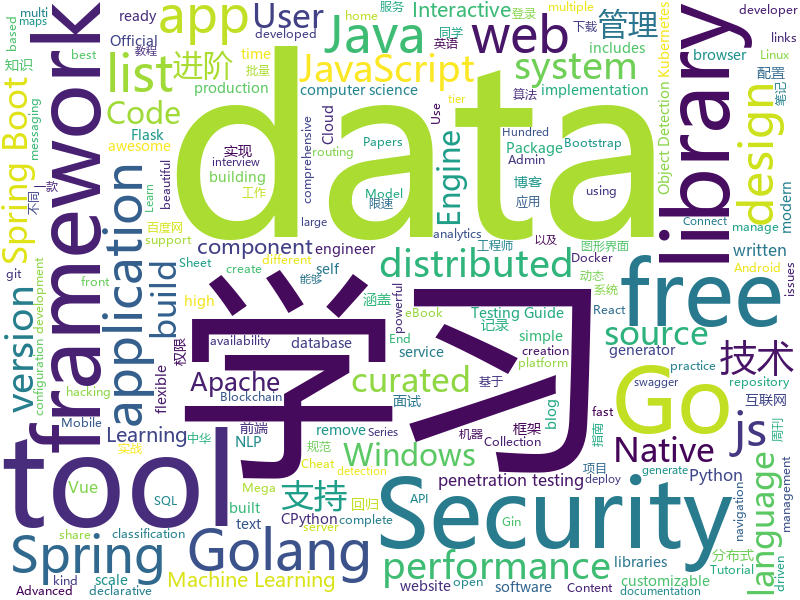 multi
maps
based
知识
messaging
不同
一款
git
issues
driven
framework
home
教程
批量
ready
Official
production
Code
list
进阶
Spring Boot
configuration
development
app
web
User
developed
time
includes
Java
JavaScript
computer science
服务
同学
英语
登录
multiple
下载
Interactive
system
算法
implementation
管理
browser
developer
links
Linux
配置
笔记
周刊
modern
design
library
Object Detection
Kubernetes
Flask
awesome
实现
interview
building
beautiful
Learn
百度网
support
data
comprehensive
Cloud
Papers
Model
限速
routing
Engine
Use
analytics
Package
Admin
博客
应用
Bootstrap
using
工程师
以及
Docker
图形界面
动态
系统
React
Android
manage
written
工作
application
build
version
front
component
engineer
Sheet
create
different
self
能够
high
涵盖
权限
flexible
availability
database
记录
powerful
service
distributed
Testing Guide
eBook
End
simple
creation
基于
platform
free
source
技术
generator
practice
repository
swagger
互联网
tool
学习
Apache
curated
Windows
blog
Go
js
Native
Learning
Blockchain
前端
中华
NLP
remove
面试
Series
机器
框架
Collection
规范
Cheat
detection
hacking
Mobile
Vue
实战
SQL
best
Spring
Golang
支持
回归
Mega
CPython
text
complete
server
built
share
deploy
classification
scale
Machine Learning
kind
website
Advanced
declarative
Security
penetration testing
指南
项目
fast
generate
Python
Hundred
performance
API
Gin
large
tier
libraries
software
open
Content
Connect
customizable
Tutorial
documentation
分布式
navigation
language
management